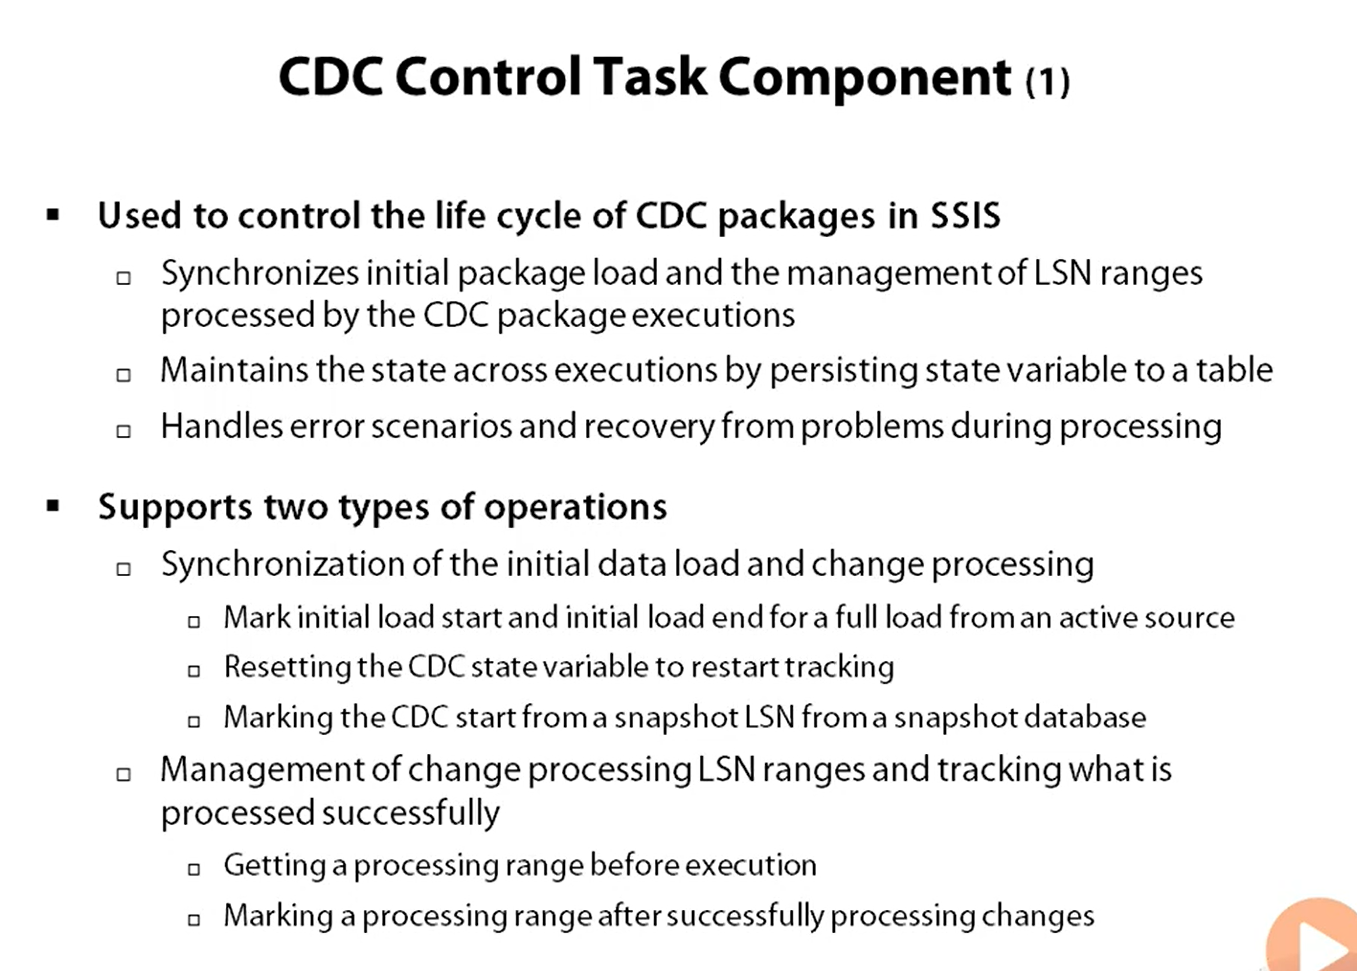 CDC Control Task Component (1)
Used to control the life cycle of CDC packages in SSIS
Synchronizes initial package load and the management of LSN ranges
processed by the CDC package executions
Maintains the state across executions by persisting state variable to a table
Handles error scenarios and recovery from problems during processing
Supports two types of operations
Synchronization of the initial data load and change processing
Mark initial load start and initial load end for a full load from an active source
Resetting the CDC state variable to restart tracking
Marking the CDC start from a snapshot LSN from a snapshot database
Management of change processing LSN ranges and tracking what is
processed successfully
Getting a processing range before execution
Marking a processing range after successfully processing changes